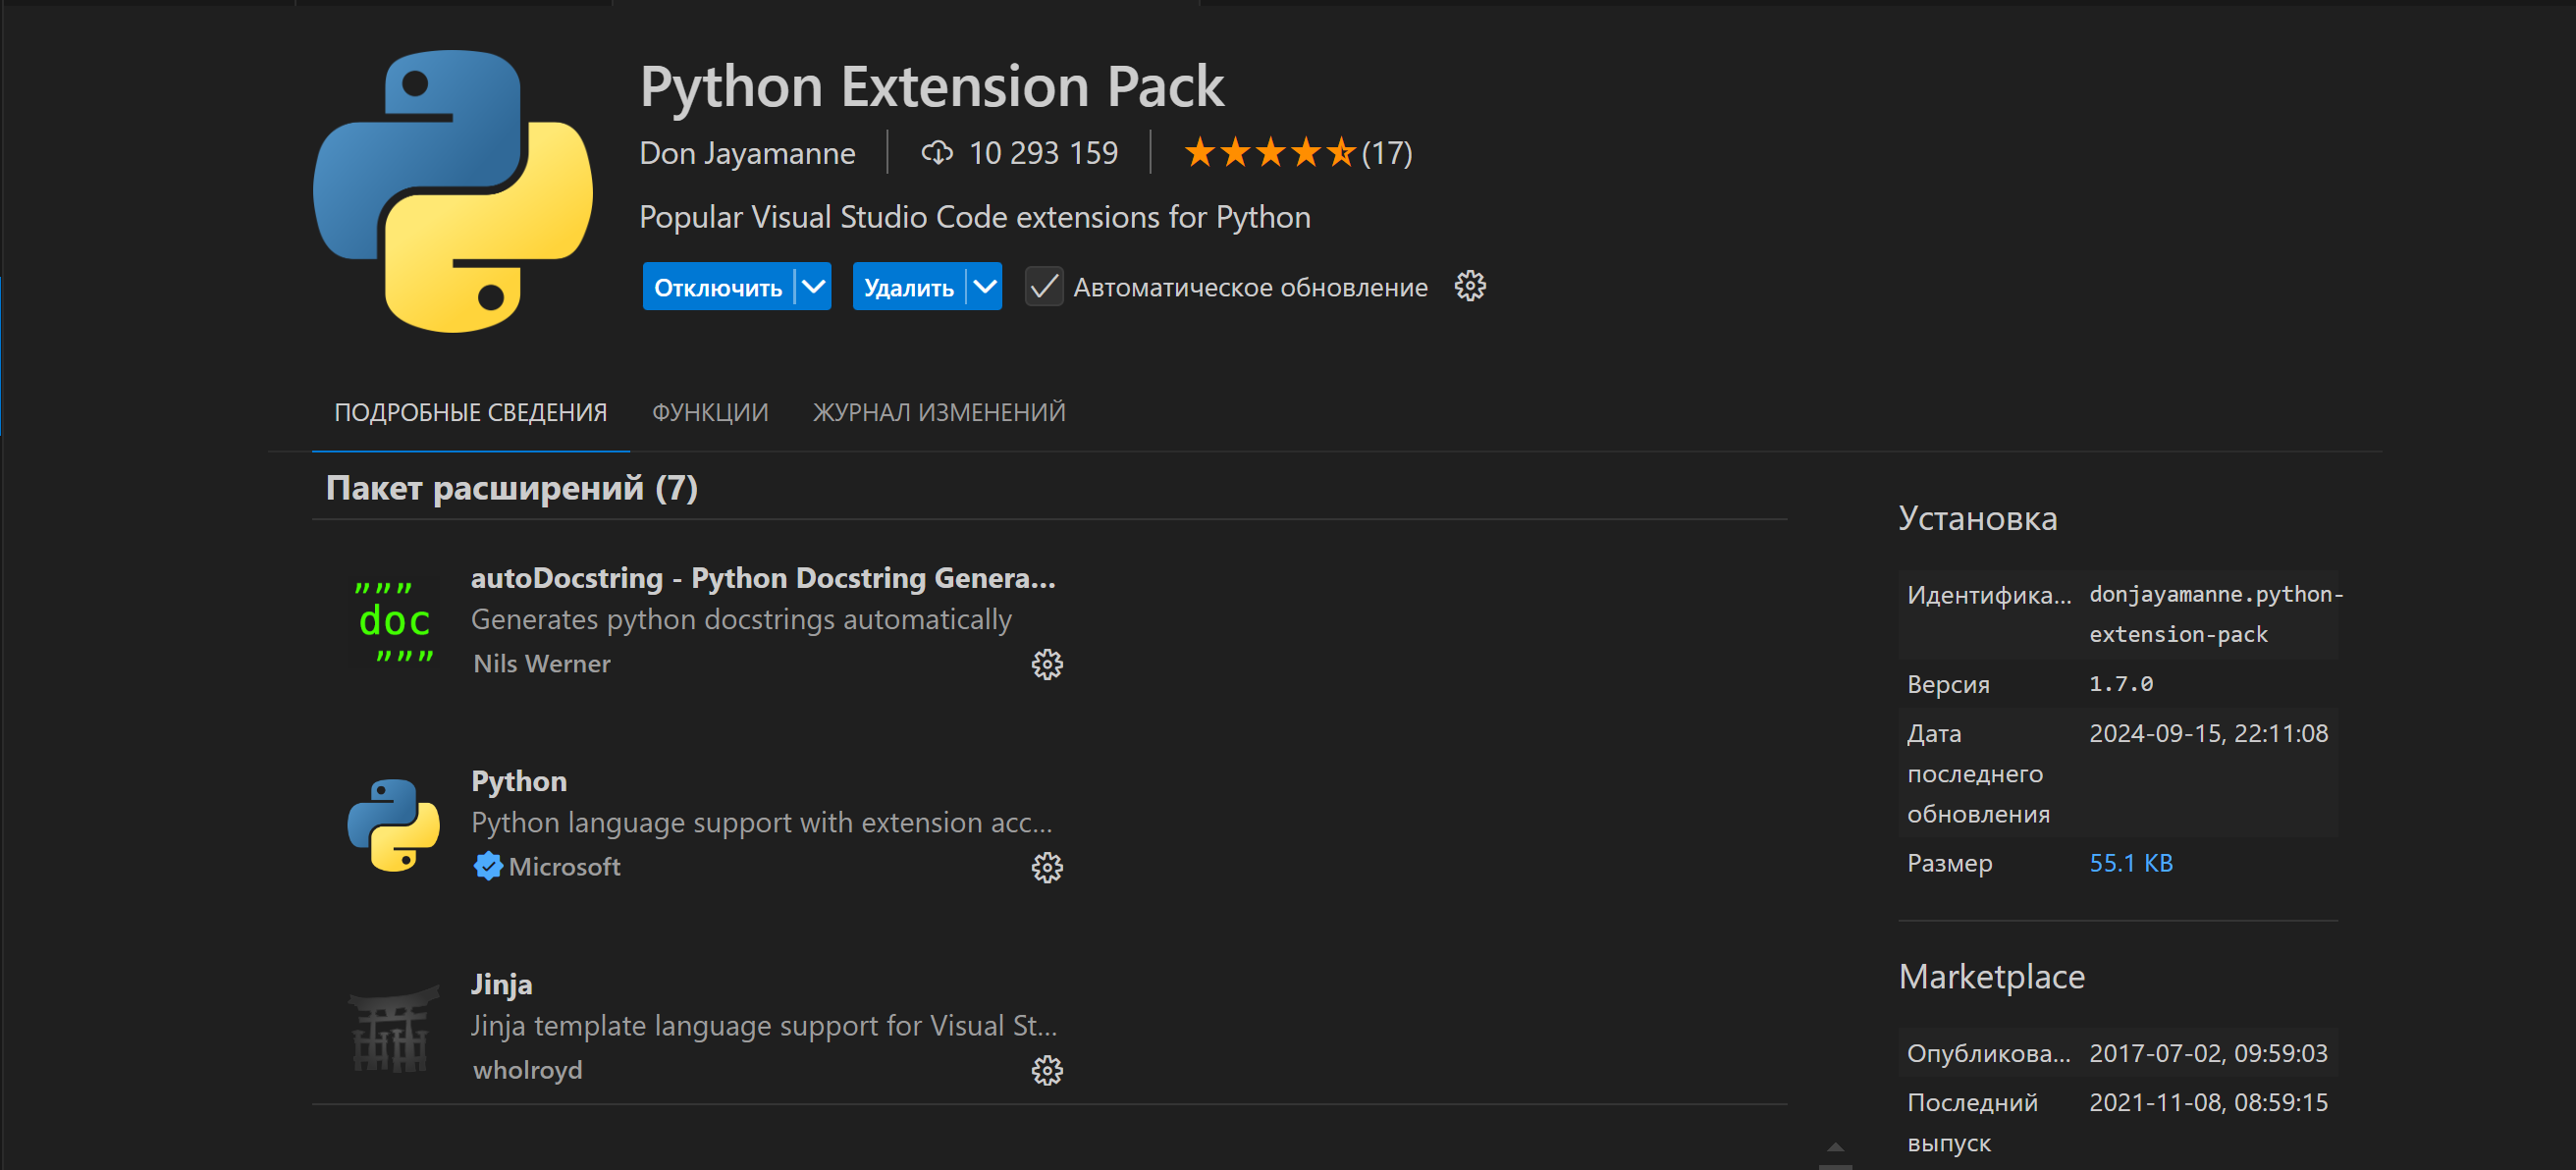 Python Extension Pack
Don Jayamanne 10 293 159 (17)
Popular Visual Studio Code extensions for Python
Отключить Удалить Автоматическое обновление
ПОДРОБНЫЕ СВЕДЕНИЯ ФУНКЦИИ ЖУРНАЛ ИЗМЕНЕНИЙ
Пакет расширений (7)
"""
doc
"""
autoDocstring - Python Docstring Genera...
Generates python docstrings automatically
Nils Werner
Python
Python language support with extension acc...
Microsoft
Jinja
Jinja template language support for Visual St...
wholroyd
Установка
Идентифика... donjayamanne.python-
extension-pack
Версия 1.7.0
Дата 2024-09-15, 22:11:08
последнего
обновления
Размер 55.1 KB
Marketplace
Опубликова... 2017-07-02, 09:59:03
Последний 2021-11-08, 08:59:15
выпуск